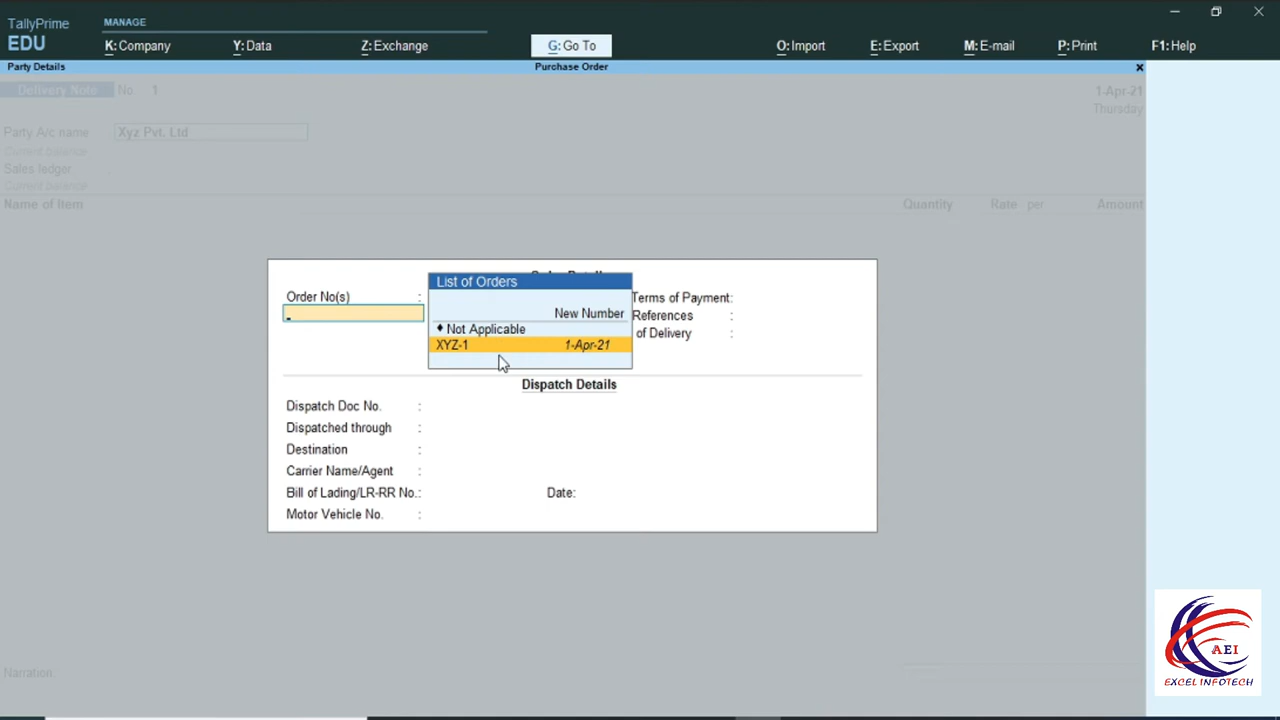 TallyPrime
EDU
MANAGE
K: Company Y: Data Z: Exchange G: Go To O: Import E: Export M: E-mail P: Print F1: Help
Party Details Purchase Order x
Delivery Note No. 1 1-Apr-21
Thursday
Party A/c name Xyz Pvt. Ltd
Current balance
Sales ledger :
Current balance
Name of Item Quantity Rate per Amount
List of Orders
Order No(s) : Terms of Payment:
New Number References :
♦ Not Applicable of Delivery :
XYZ-1 1-Apr-21
Dispatch Details
Dispatch Doc No. :
Dispatched through :
Destination :
Carrier Name/Agent :
Bill of Lading/LR-RR No.: Date:
Motor Vehicle No. :
Narration
AEI
EXCEL INFOTECH